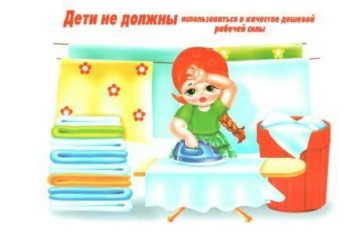 Дети не должны использоваться в качестве дешевой
рабочей силы